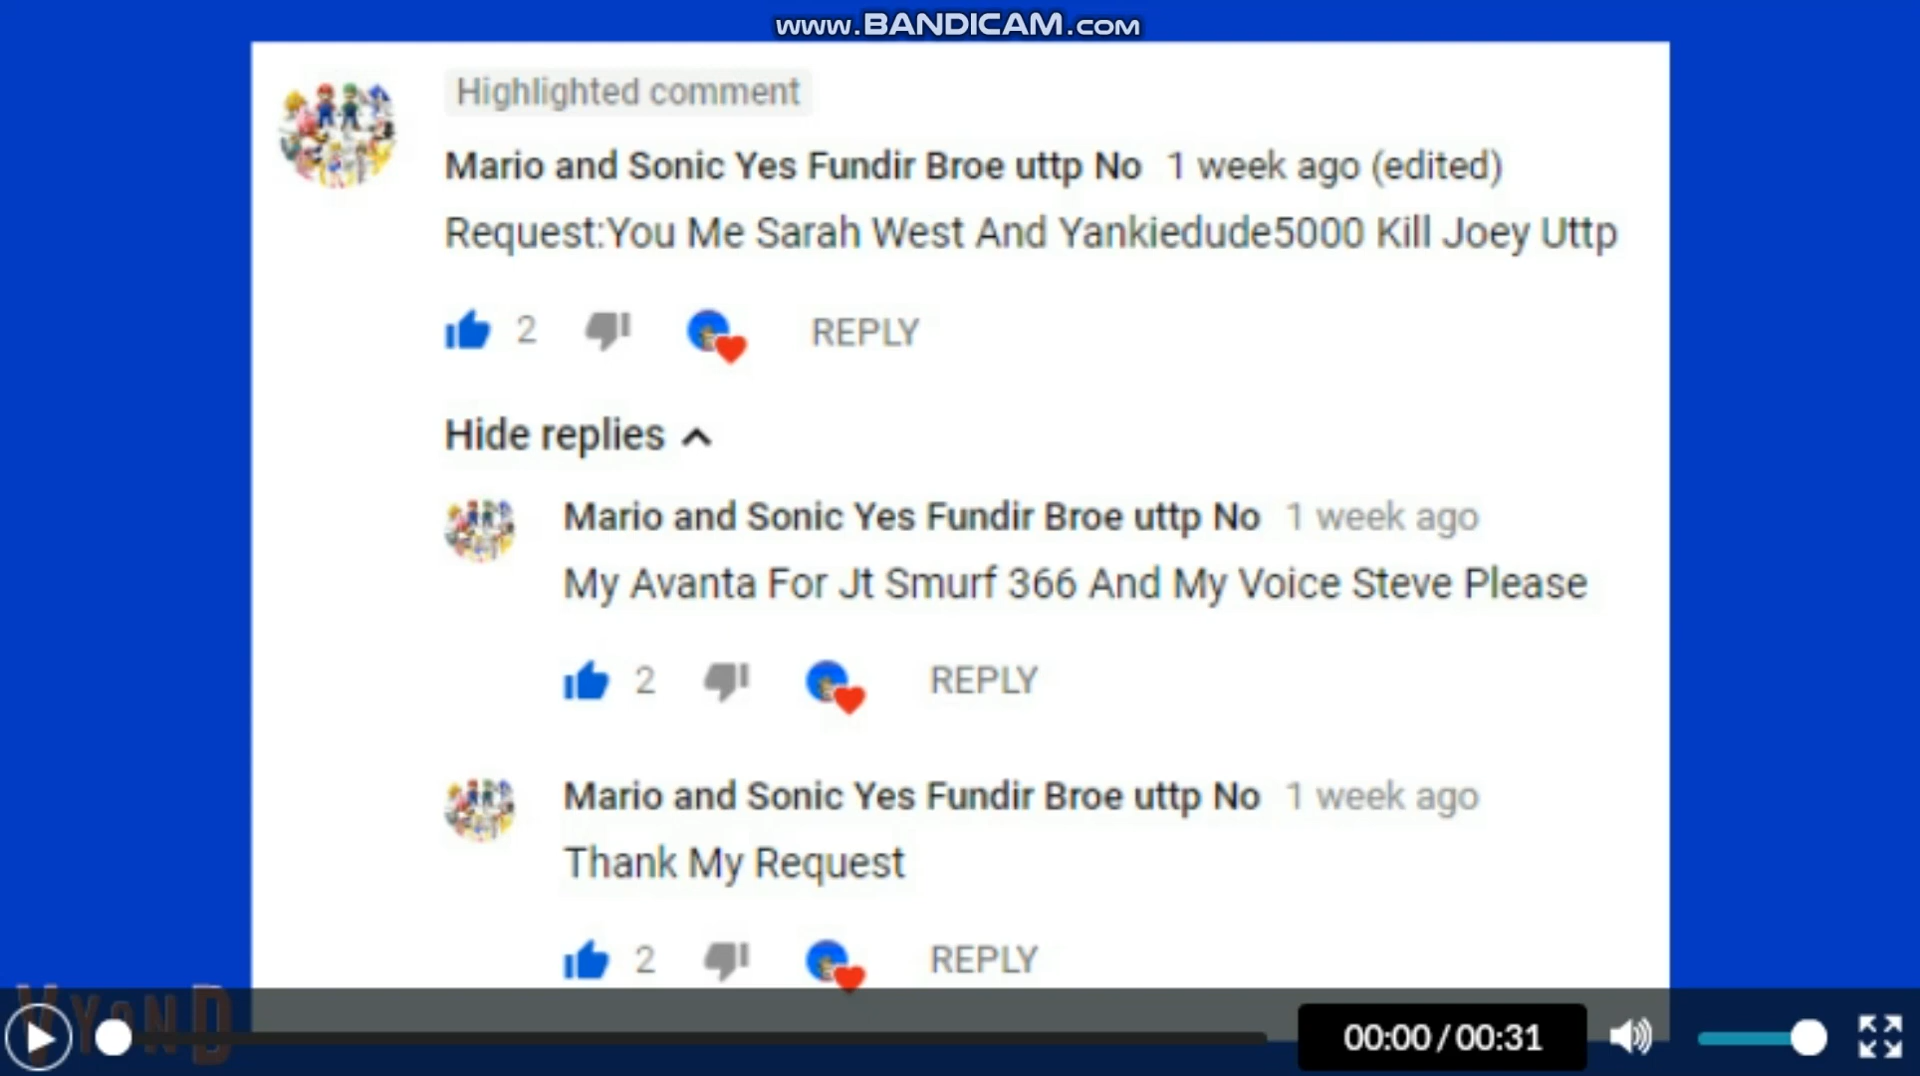 www.BANDICAM.com
Highlighted comment
Mario and Sonic Yes Fundir Broe uttp No 1 week ago (edited)
Request:You Me Sarah West And Yankiedude5000 Kill Joey Uttp
2 REPLY
Hide replies
Mario and Sonic Yes Fundir Broe uttp No 1 week ago
My Avanta For Jt Smurf 366 And My Voice Steve Please
2 REPLY
Mario and Sonic Yes Fundir Broe uttp No 1 week ago
Thank My Request
2 REPLY
VYOND
00:00 / 00:31